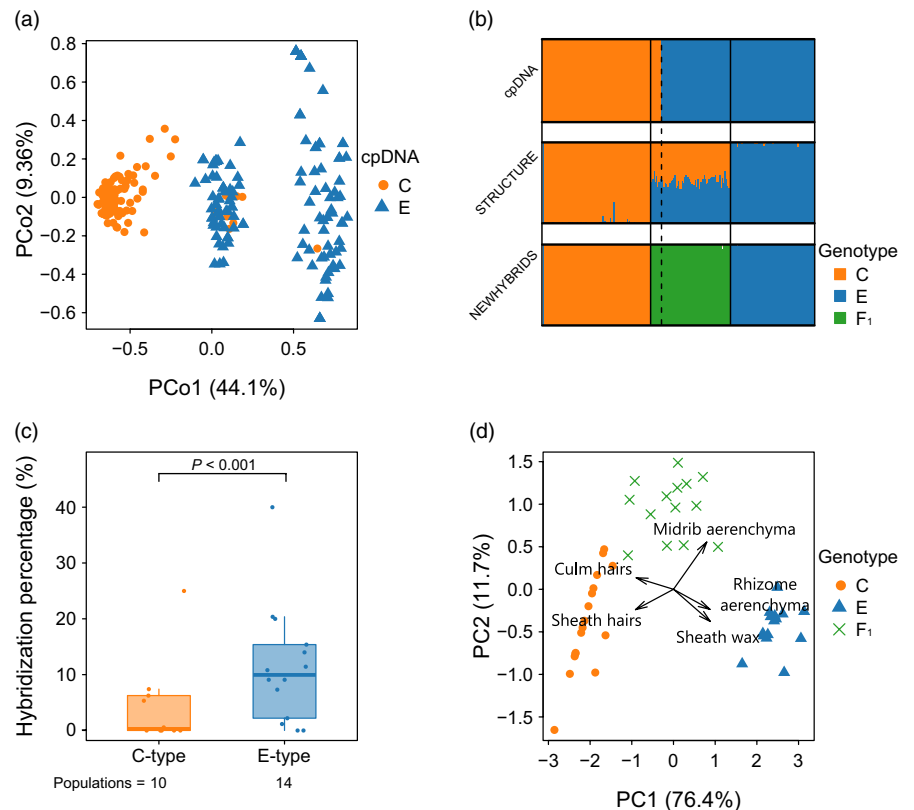 (a)
0.8
0.6
0.4
0.2
0.0
−0.2
−0.4
−0.6
PCo2 (9.36%)
−0.5
0.0
0.5
PCo1 (44.1%)
cpDNA
C
E
(b)
cpDNA
STRUCTURE
NEWHYBRIDS
Genotype
C
E
F₁
(c)
P < 0.001
40
30
20
10
0
Hybridization percentage (%)
C-type
E-type
Populations = 10
14
(d)
1.5
1.0
0.5
0.0
−0.5
−1.0
−1.5
PC2 (11.7%)
Midrib aerenchyma
Culm hairs
Rhizome
aerenchyma
Sheath hairs
Sheath wax
−3
−2
−1
0
1
2
3
PC1 (76.4%)
Genotype
C
E
F₁